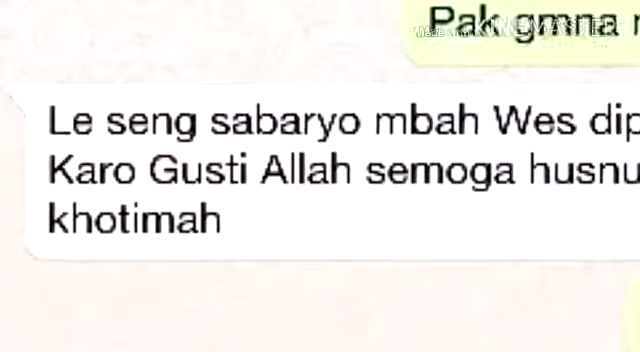 Pak gmna
Le seng sabaryo mbah Wes dip
Karo Gusti Allah semoga husnu
khotimah